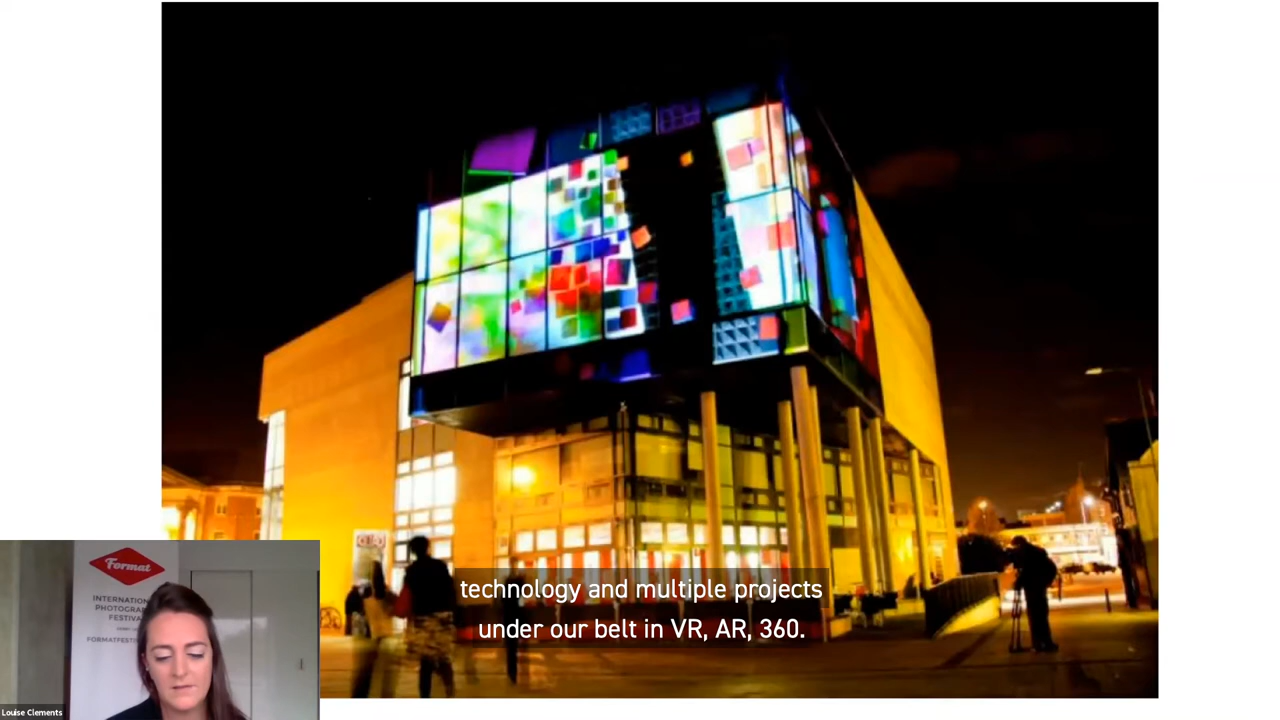 technology and multiple projects
under our belt in VR, AR, 360.
Format
INTERNATION
PHOTOGRA
FESTIVA
FORMATFESTI
Louise Clements